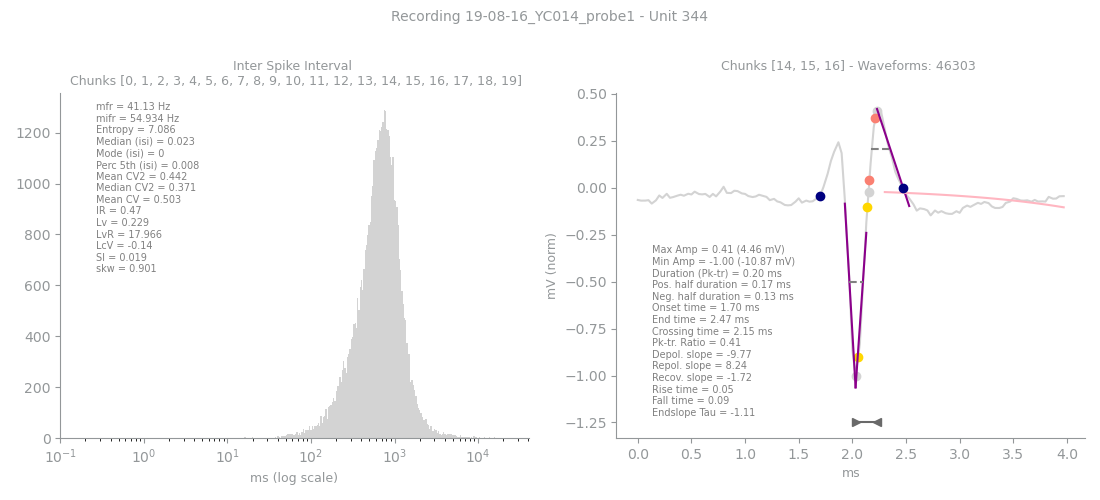 Recording 19-08-16_YC014_probe1 - Unit 344
Inter Spike Interval
Chunks [0, 1, 2, 3, 4, 5, 6, 7, 8, 9, 10, 11, 12, 13, 14, 15, 16, 17, 18, 19]
mfr = 41.13 Hz
mifr = 54.934 Hz
Entropy = 7.086
Median (isi) = 0.023
Mode (isi) = 0
Perc 5th (isi) = 0.008
Mean CV2 = 0.442
Median CV2 = 0.371
Mean CV = 0.503
IR = 0.47
Lv = 0.229
LvR = 17.966
LcV = -0.14
SI = 0.019
skw = 0.901
1200
1000
800
600
400
200
0
10⁻¹ 10⁰ 10¹ 10² 10³ 10⁴
ms (log scale)
Chunks [14, 15, 16] - Waveforms: 46303
0.50
0.25
0.00
−0.25
−0.50
−0.75
−1.00
−1.25
mV (norm)
Max Amp = 0.41 (4.46 mV)
Min Amp = -1.00 (-10.87 mV)
Duration (Pk-tr) = 0.20 ms
Pos. half duration = 0.17 ms
Neg. half duration = 0.13 ms
Onset time = 1.70 ms
End time = 2.47 ms
Crossing time = 2.15 ms
Pk-tr. Ratio = 0.41
Depol. slope = -9.77
Repol. slope = 8.24
Recov. slope = -1.72
Rise time = 0.05
Fall time = 0.09
Endslope Tau = -1.11
0.0 0.5 1.0 1.5 2.0 2.5 3.0 3.5 4.0
ms